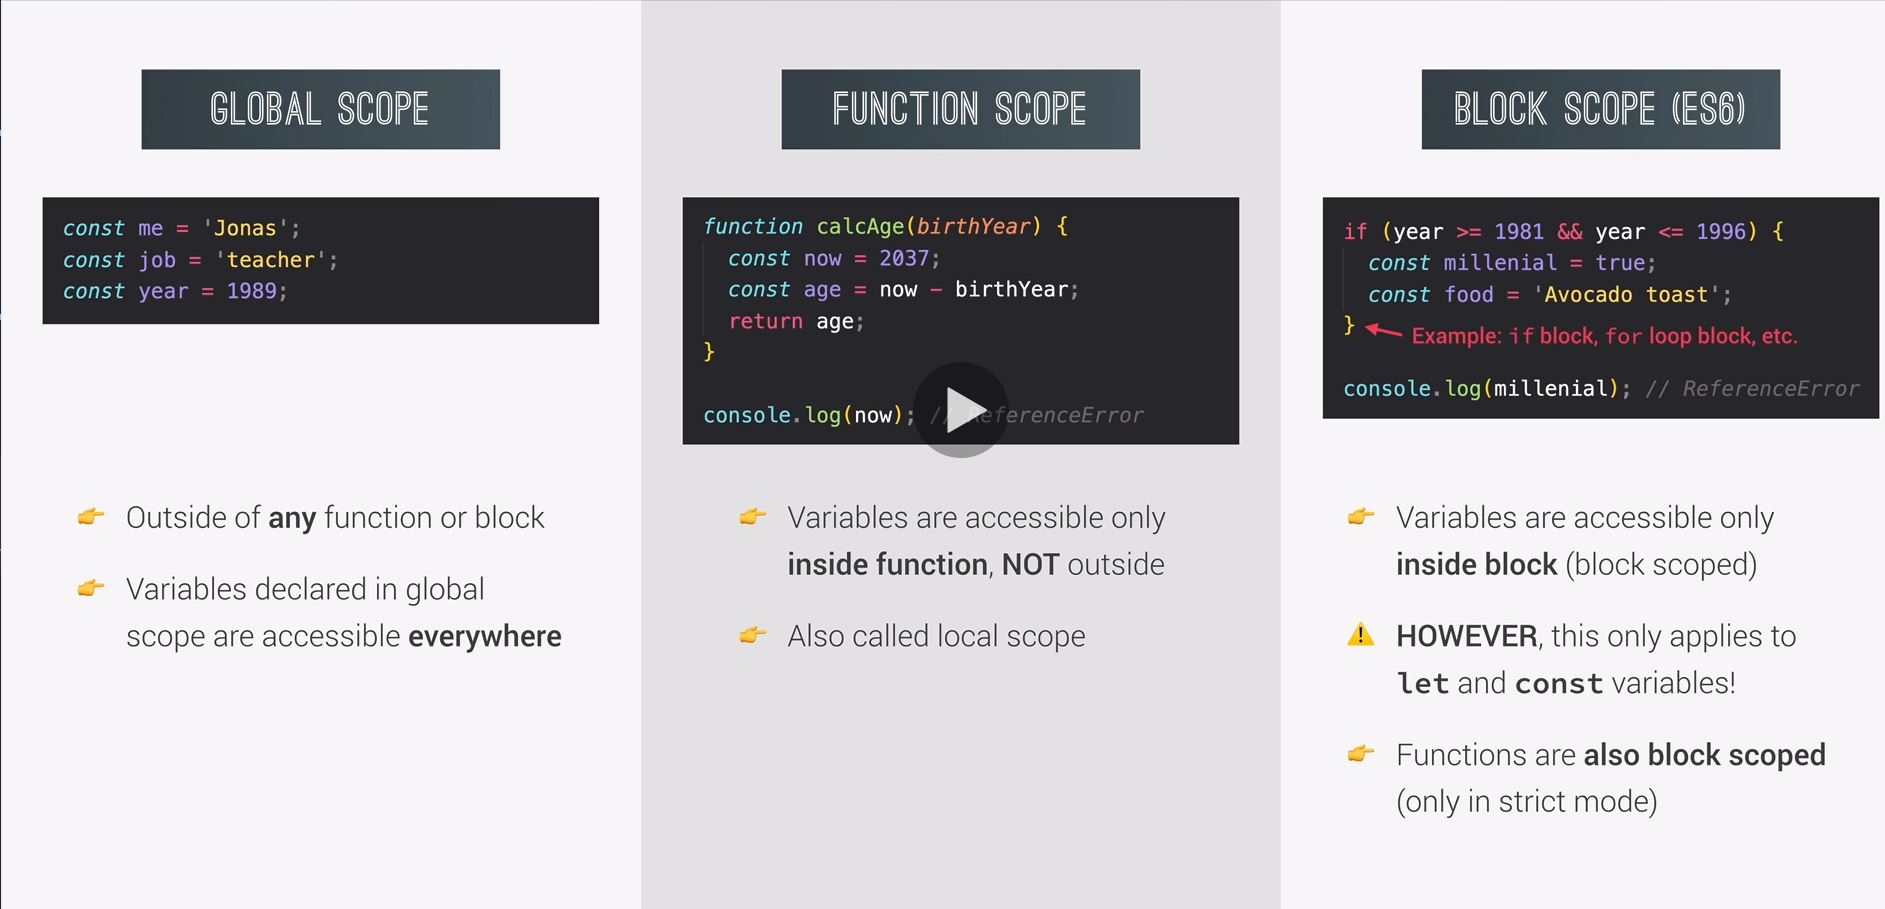 GLOBAL SCOPE
const me = 'Jonas';
const job = 'teacher';
const year = 1989;
👉 Outside of any function or block
👉 Variables declared in global
scope are accessible everywhere
FUNCTION SCOPE
function calcAge(birthYear) {
  const now = 2037;
  const age = now - birthYear;
  return age;
}
console.log(now); // ReferenceError
👉 Variables are accessible only
inside function, NOT outside
👉 Also called local scope
BLOCK SCOPE (ES6)
if (year >= 1981 && year <= 1996) {
  const millenial = true;
  const food = 'Avocado toast';
} Example: if block, for loop block, etc.
console.log(millenial); // ReferenceError
👉 Variables are accessible only
inside block (block scoped)
⚠️ HOWEVER, this only applies to
let and const variables!
👉 Functions are also block scoped
(only in strict mode)